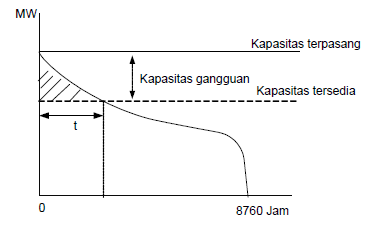 MW
Kapasitas terpasang
Kapasitas gangguan
Kapasitas tersedia
t
0
8760 Jam